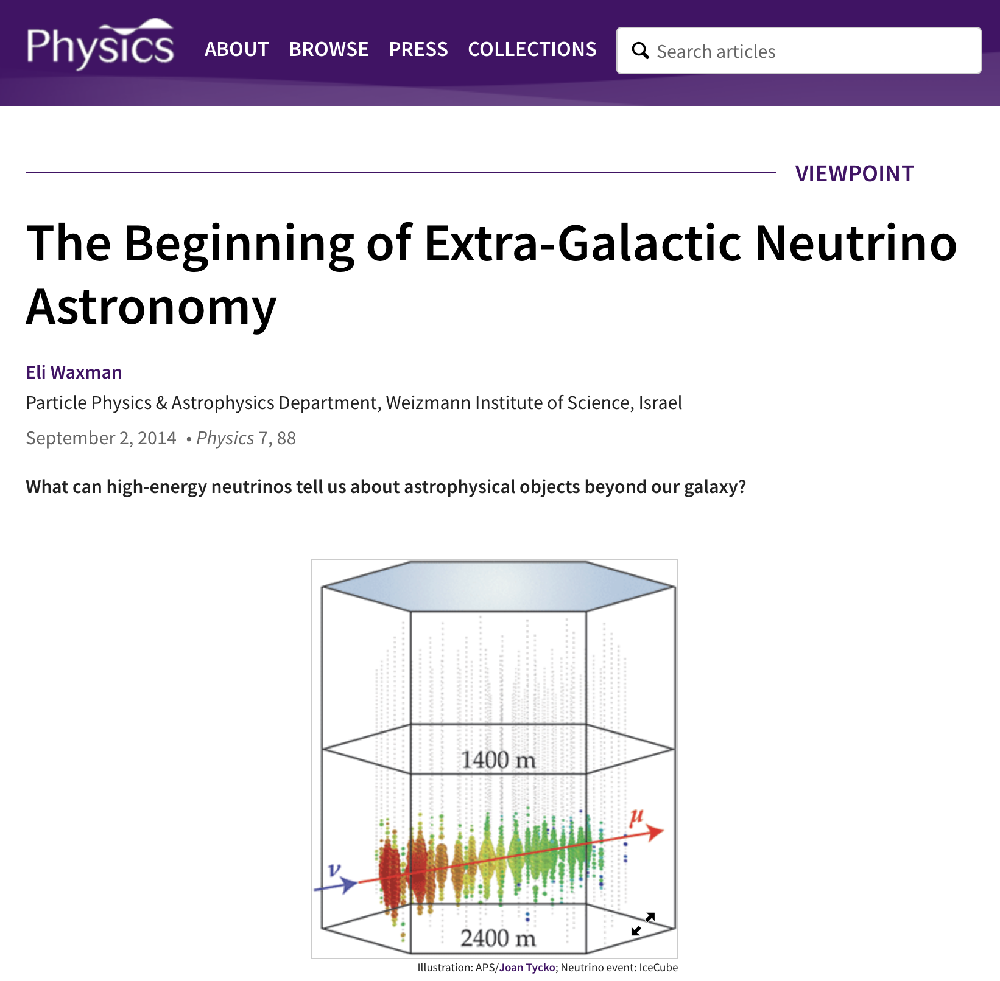 Physics
ABOUT BROWSE PRESS COLLECTIONS Search articles
VIEWPOINT
The Beginning of Extra-Galactic Neutrino
Astronomy
Eli Waxman
Particle Physics & Astrophysics Department, Weizmann Institute of Science, Israel
September 2, 2014 • Physics 7, 88
What can high-energy neutrinos tell us about astrophysical objects beyond our galaxy?
1400 m
μ
ν
2400 m
Illustration: APS/Joan Tycko; Neutrino event: IceCube